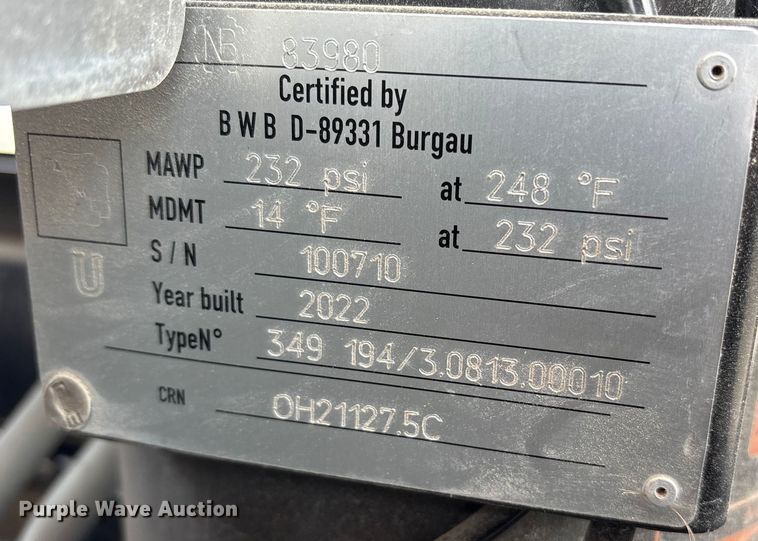 NB 83980
Certified by
B W B D-89331 Burgau
MAWP 232 psi at 248 °F
MDMT 14 °F at 232 psi
S / N 100710
U
Year built 2022
TypeN° 349 194/3.0813.00010
CRN OH21127.5C
Purple Wave Auction